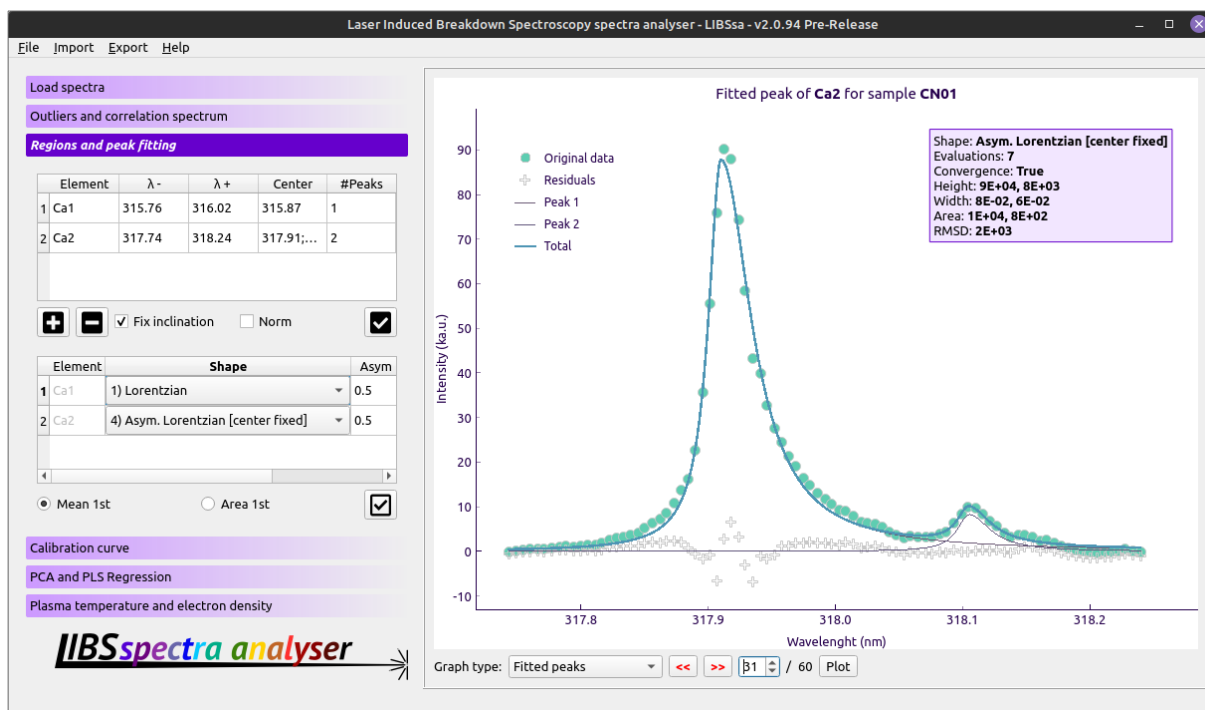 Laser Induced Breakdown Spectroscopy spectra analyser - LIBSsa - v2.0.94 Pre-Release
File Import Export Help
Load spectra
Outliers and correlation spectrum
Regions and peak fitting
Element λ - λ + Center #Peaks
1 Ca1 315.76 316.02 315.87 1
2 Ca2 317.74 318.24 317.91;... 2
Fix inclination Norm
Element Shape Asym
1 Ca1 1) Lorentzian 0.5
2 Ca2 4) Asym. Lorentzian [center fixed] 0.5
Mean 1st Area 1st
Calibration curve
PCA and PLS Regression
Plasma temperature and electron density
LIBSspectra analyser
Fitted peak of Ca2 for sample CN01
Original data
Residuals
Peak 1
Peak 2
Total
Shape: Asym. Lorentzian [center fixed]
Evaluations: 7
Convergence: True
Height: 9E+04, 8E+03
Width: 8E-02, 6E-02
Area: 1E+04, 8E+02
RMSD: 2E+03
Intensity (ka.u.)
90
80
70
60
50
40
30
20
10
0
-10
317.8 317.9 318.0 318.1 318.2
Wavelenght (nm)
Graph type: Fitted peaks << >> 31 / 60 Plot